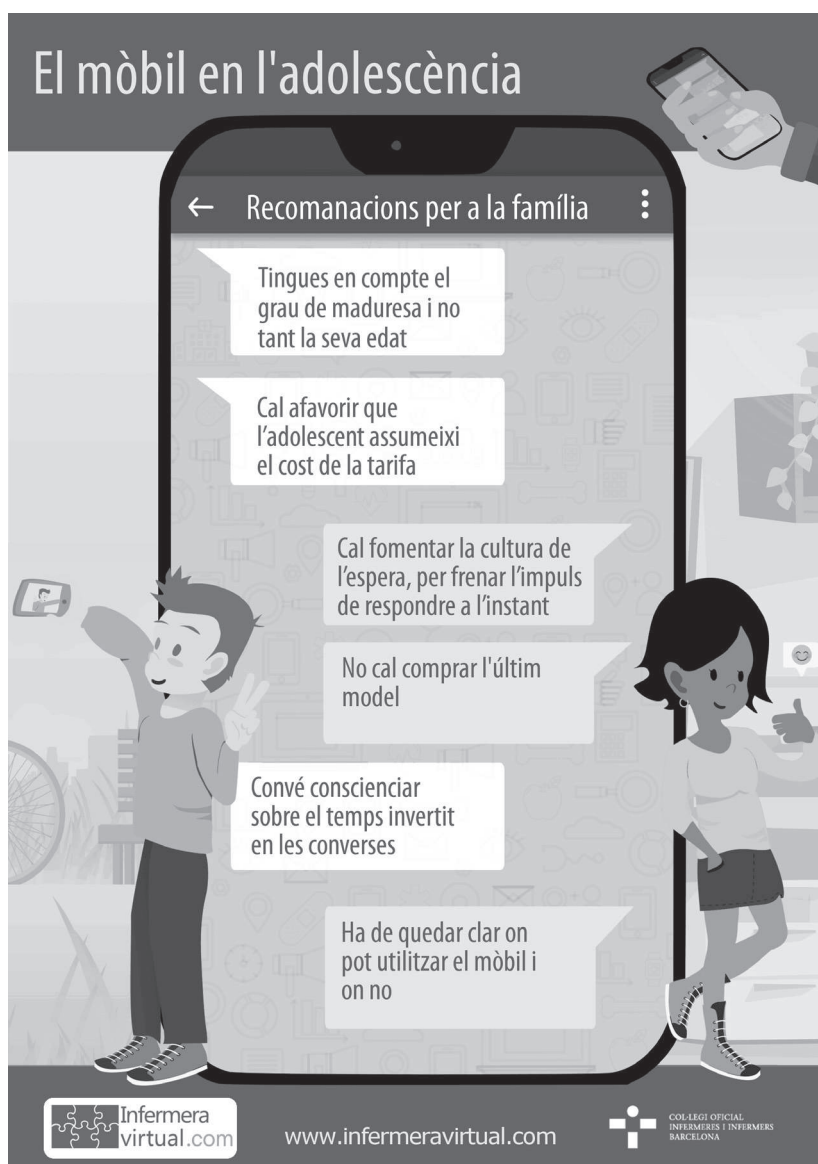 El mòbil en l'adolescència
Recomanacions per a la família
Tingues en compte el
grau de maduresa i no
tant la seva edat
Cal afavorir que
l’adolescent assumeixi
el cost de la tarifa
Cal fomentar la cultura de
l’espera, per frenar l’impuls
de respondre a l’instant
No cal comprar l'últim
model
Convé conscienciar
sobre el temps invertit
en les converses
Ha de quedar clar on
pot utilitzar el mòbil i
on no
Infermera
virtual.com
www.infermeravirtual.com
COL·LEGI OFICIAL
INFERMERES I INFERMERS
BARCELONA